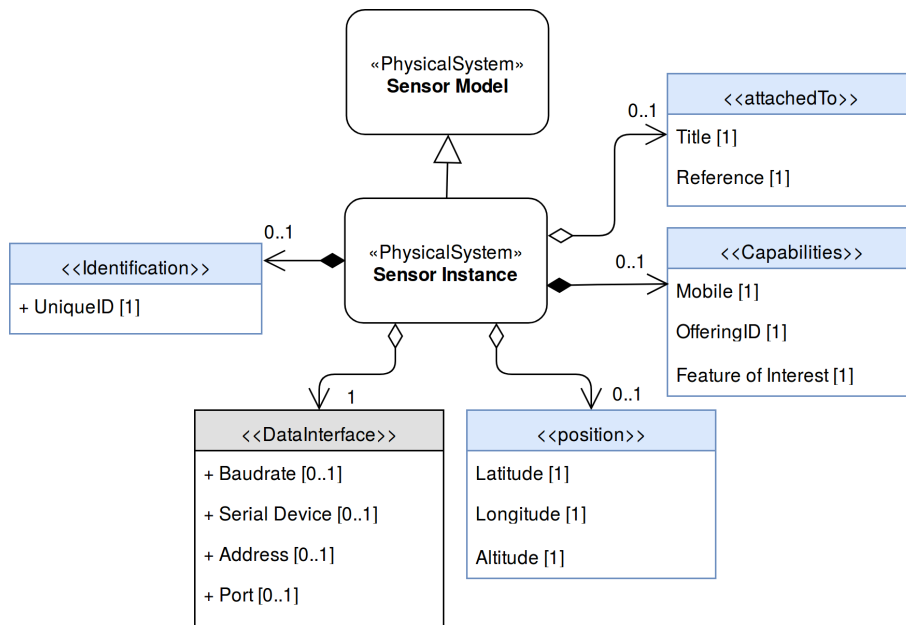 «PhysicalSystem»
Sensor Model
<<attachedTo>>
0..1
Title [1]
Reference [1]
«PhysicalSystem»
Sensor Instance
0..1
<<Identification>>
+ UniqueID [1]
<<Capabilities>>
0..1
Mobile [1]
OfferingID [1]
Feature of Interest [1]
1
<<DataInterface>>
+ Baudrate [0..1]
+ Serial Device [0..1]
+ Address [0..1]
+ Port [0..1]
0..1
<<position>>
Latitude [1]
Longitude [1]
Altitude [1]